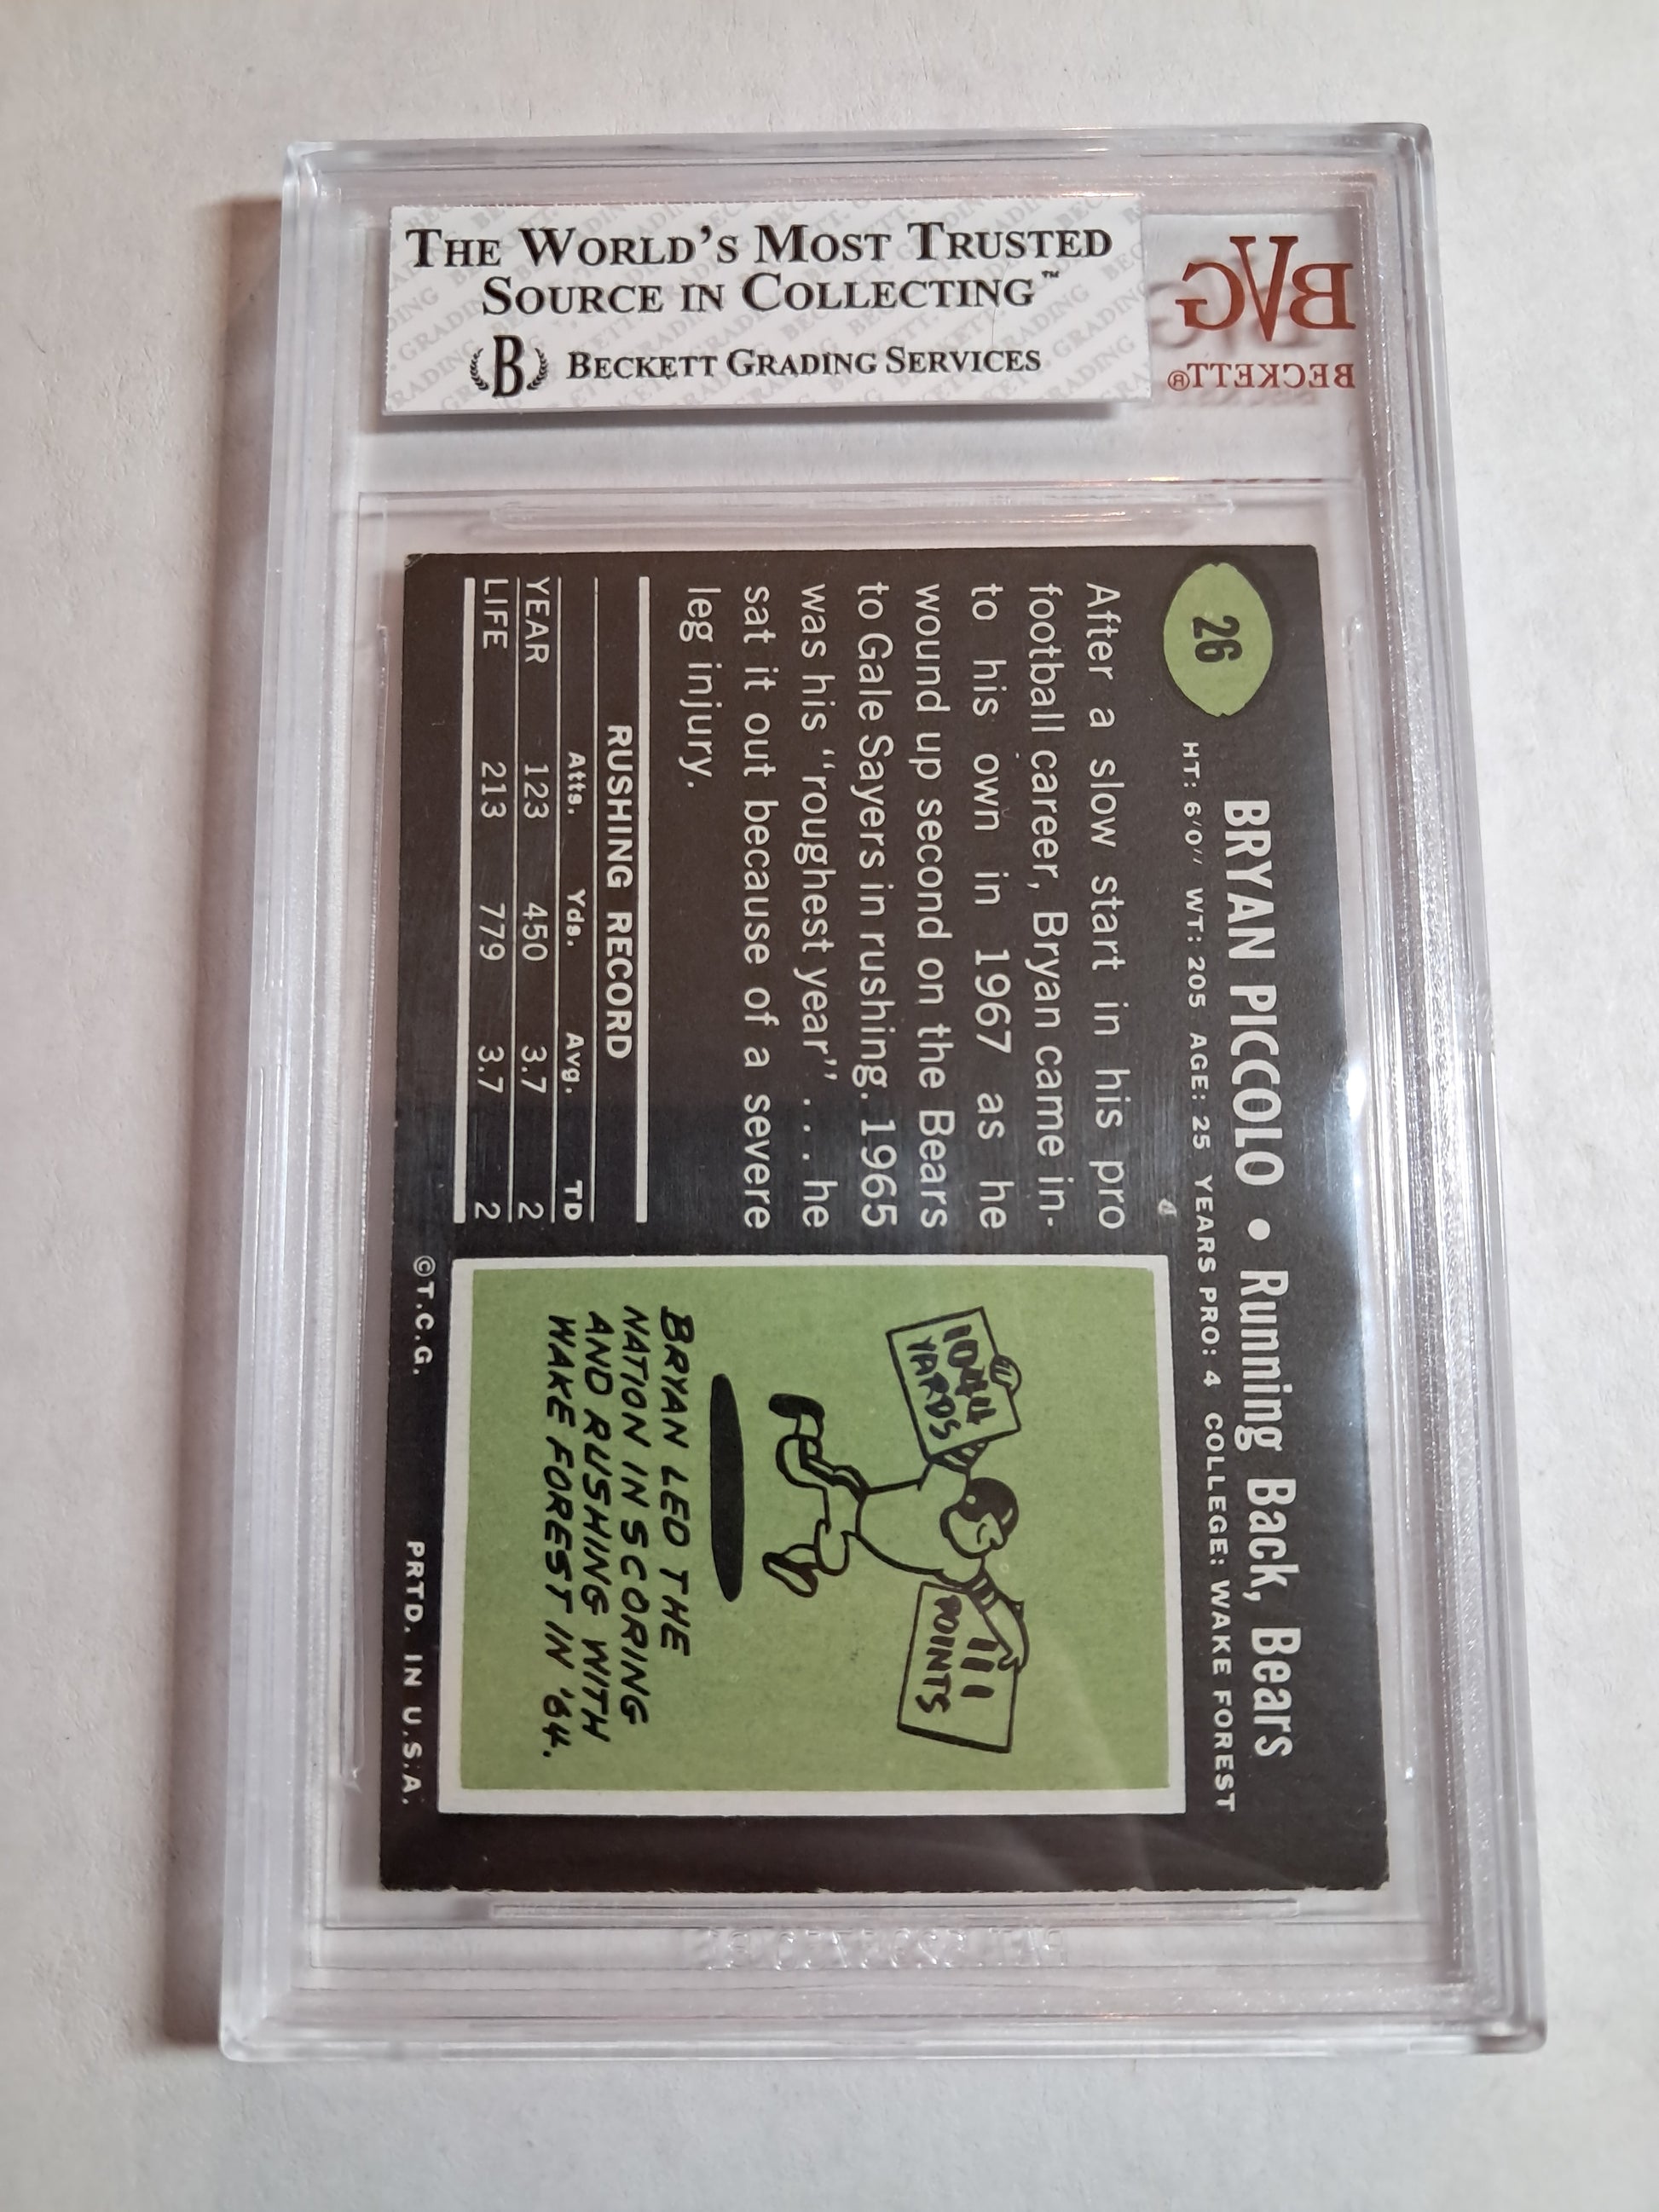 THE WORLD'S MOST TRUSTED
SOURCE IN COLLECTING™
B BECKETT GRADING SERVICES
BVG
BECKETT®
26
BRYAN PICCOLO • Running Back, Bears
HT: 6'0" WT: 205 AGE: 25 YEARS PRO: 4 COLLEGE: WAKE FOREST
After a slow start in his pro
football career, Bryan came in-
to his own in 1967 as he
wound up second on the Bears
to Gale Sayers in rushing. 1965
was his "roughest year" . . . he
sat it out because of a severe
leg injury.
RUSHING RECORD
Atts. Yds. Avg. TD
YEAR 123 450 3.7 2
LIFE 213 779 3.7 2
1044
YARDS
111
POINTS
BRYAN LED THE
NATION IN SCORING
AND RUSHING WITH
WAKE FOREST IN '64.
©T.C.G. PRTD. IN U.S.A.